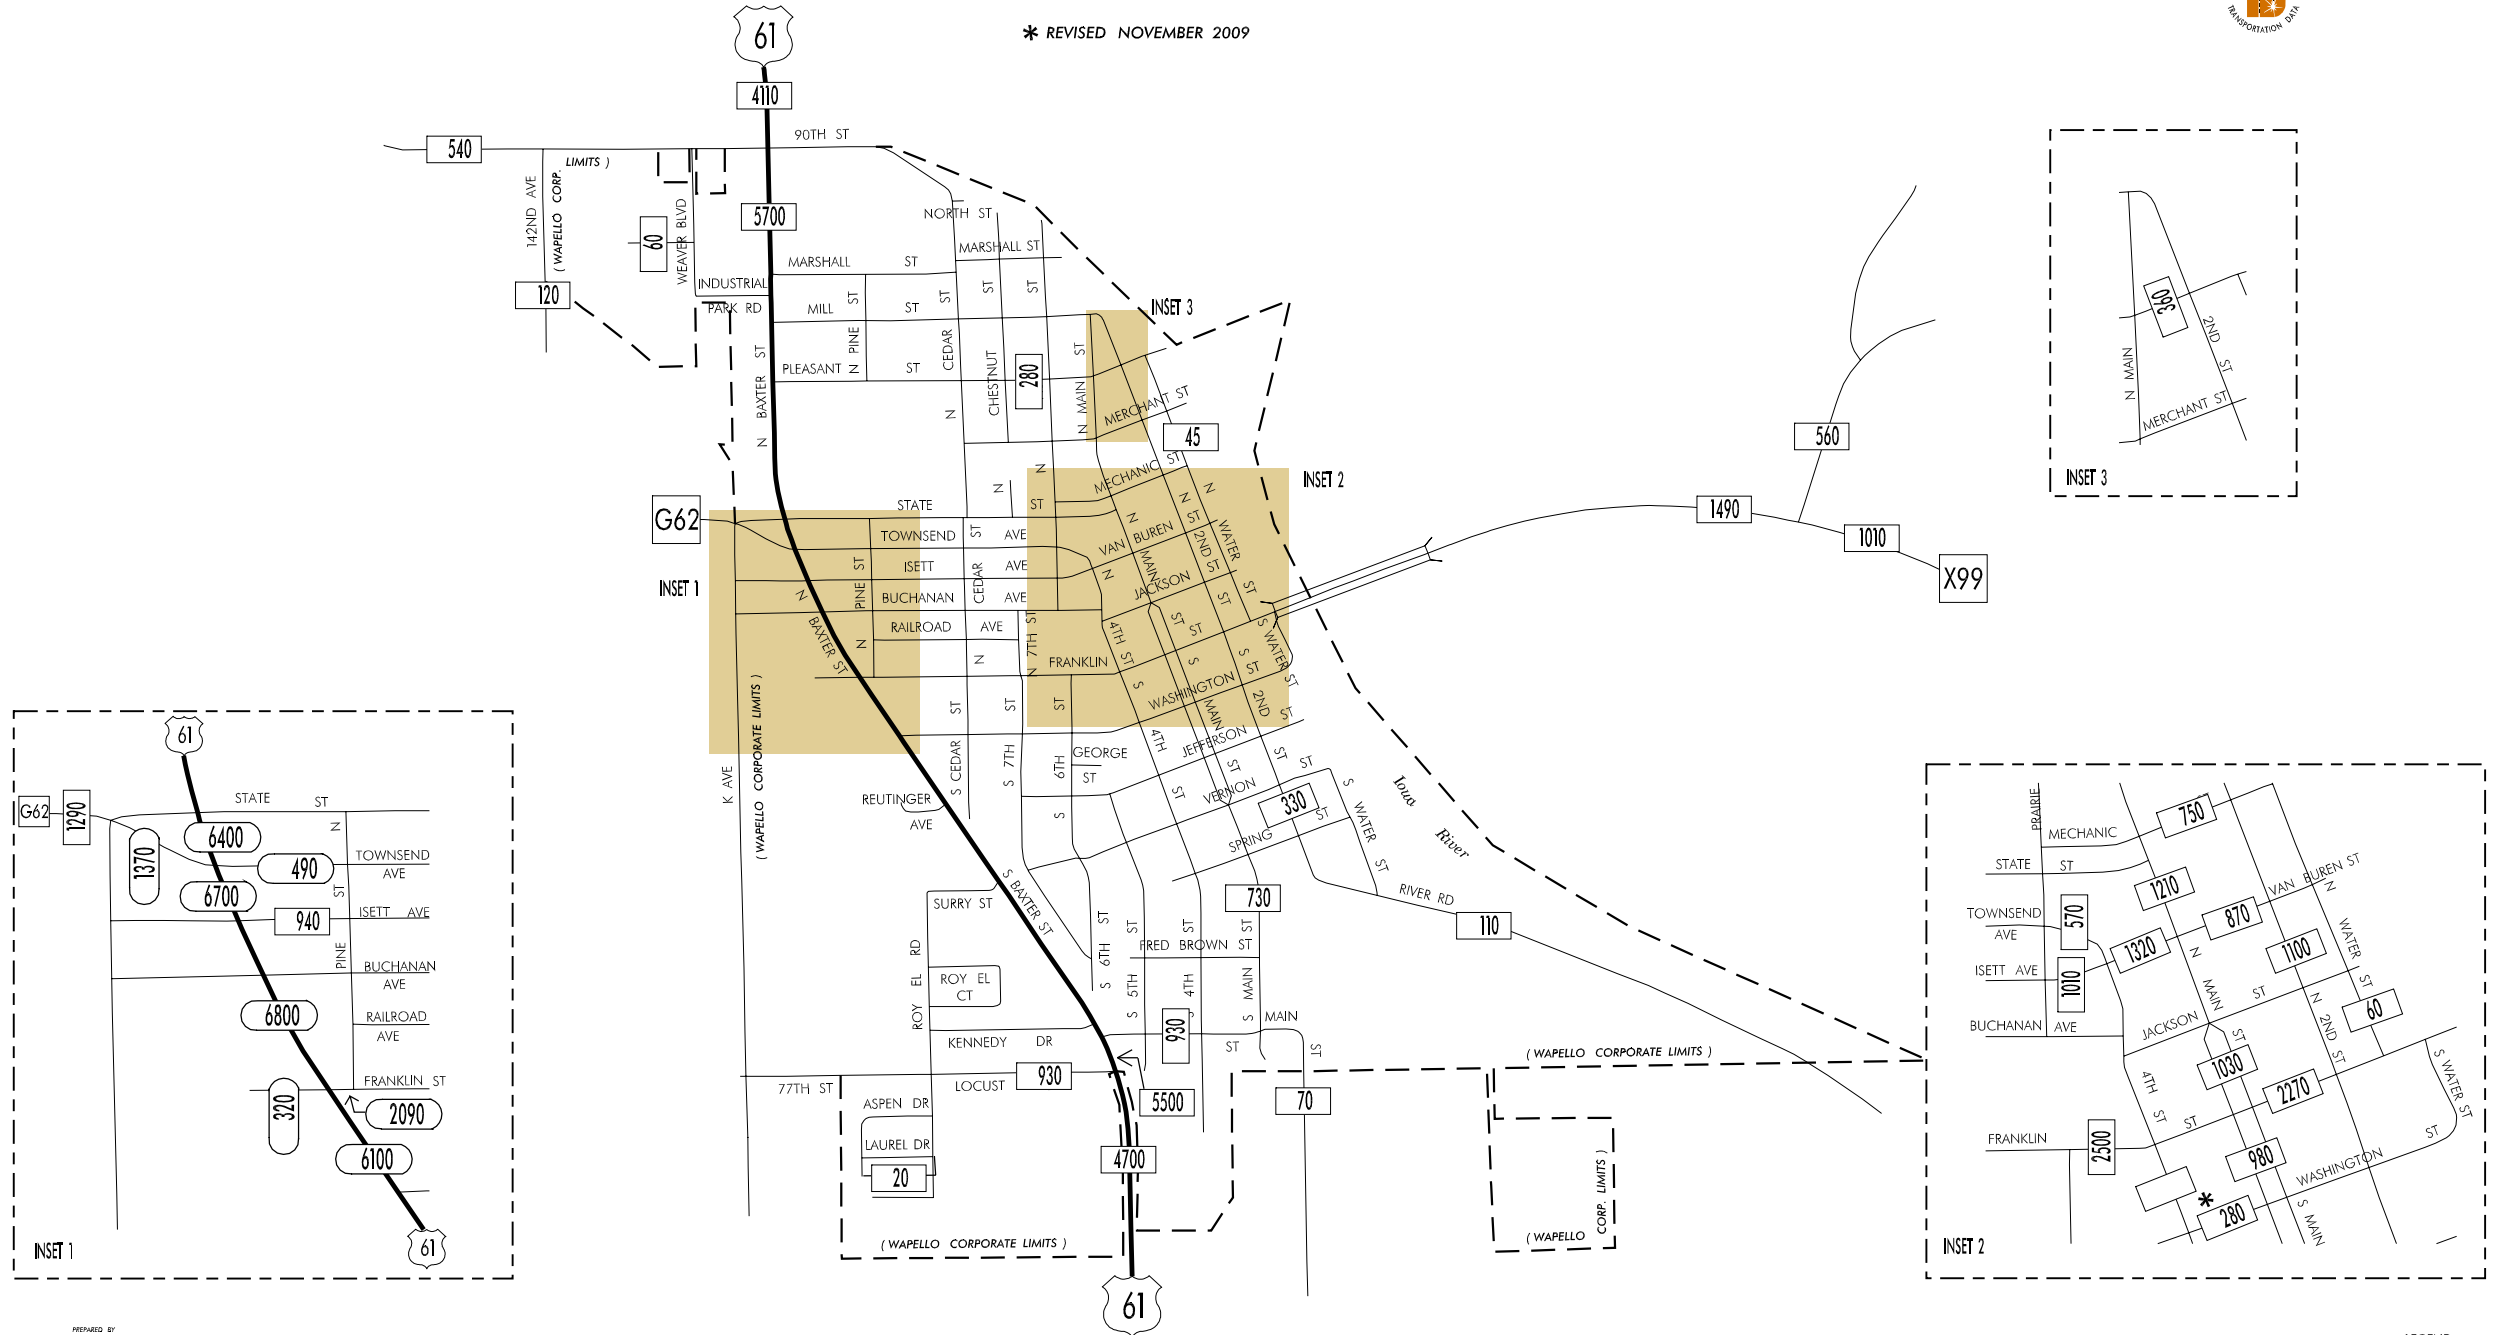 61
* REVISED NOVEMBER 2009
TRANSPORTATION DATA
4110
90TH ST
540
LIMITS )
( WAPELLO CORP.
142ND AVE
WEAVER BLVD
60
120
5700
NORTH ST
MARSHALL ST
MARSHALL ST
INDUSTRIAL
PARK RD
MILL ST
PLEASANT ST
N PINE ST
N CEDAR ST
CHESTNUT ST
280
ST
N
N MAIN ST
MERCHANT ST
INSET 3
45
N BAXTER ST
MECHANIC ST
INSET 2
G62
STATE ST
N
TOWNSEND AVE
ISETT AVE
BUCHANAN AVE
RAILROAD AVE
FRANKLIN
INSET 1
N BAXTER ST
N PINE ST
N CEDAR ST
N 7TH ST
VAN BUREN ST
JACKSON ST
ST
WASHINGTON ST
N MAIN ST
N 2ND ST
N WATER ST
N 4TH ST
S WATER ST
S MAIN ST
S 2ND ST
S 4TH ST
JEFFERSON ST
VERNON ST
SPRING ST
S WATER ST
330
GEORGE
ST
S CEDAR ST
S 7TH ST
S 6TH ST
REUTINGER
AVE
K AVE
( WAPELLO CORPORATE LIMITS )
Iowa
River
RIVER RD
110
730
S BAXTER ST
SURRY ST
ROY EL RD
ROY EL
CT
KENNEDY DR
S 6TH ST
S 5TH ST
S 4TH ST
S MAIN ST
FRED BROWN ST
930
MAIN
ST
ST
77TH ST
LOCUST
930
5500
70
ASPEN DR
LAUREL DR
20
4700
( WAPELLO CORPORATE LIMITS )
( WAPELLO CORPORATE LIMITS )
( WAPELLO
CORP. LIMITS )
61
560
1490
1010
X99
360
N MAIN
2ND ST
MERCHANT ST
INSET 3
61
G62
1290
STATE ST
1370
6400
490
TOWNSEND
AVE
6700
940
ISETT AVE
N PINE ST
BUCHANAN
AVE
6800
RAILROAD
AVE
FRANKLIN ST
320
2090
6100
61
INSET 1
PRAIRIE
MECHANIC
750
STATE ST
1210
VAN BUREN ST
TOWNSEND
AVE
570
870
1320
ISETT AVE
1010
1100
N WATER ST
BUCHANAN AVE
JACKSON ST
N MAIN ST
N 2ND ST
60
1030
4TH ST
2270
S WATER ST
FRANKLIN
2500
ST
980
WASHINGTON ST
*
280
S MAIN
INSET 2
PREPARED BY